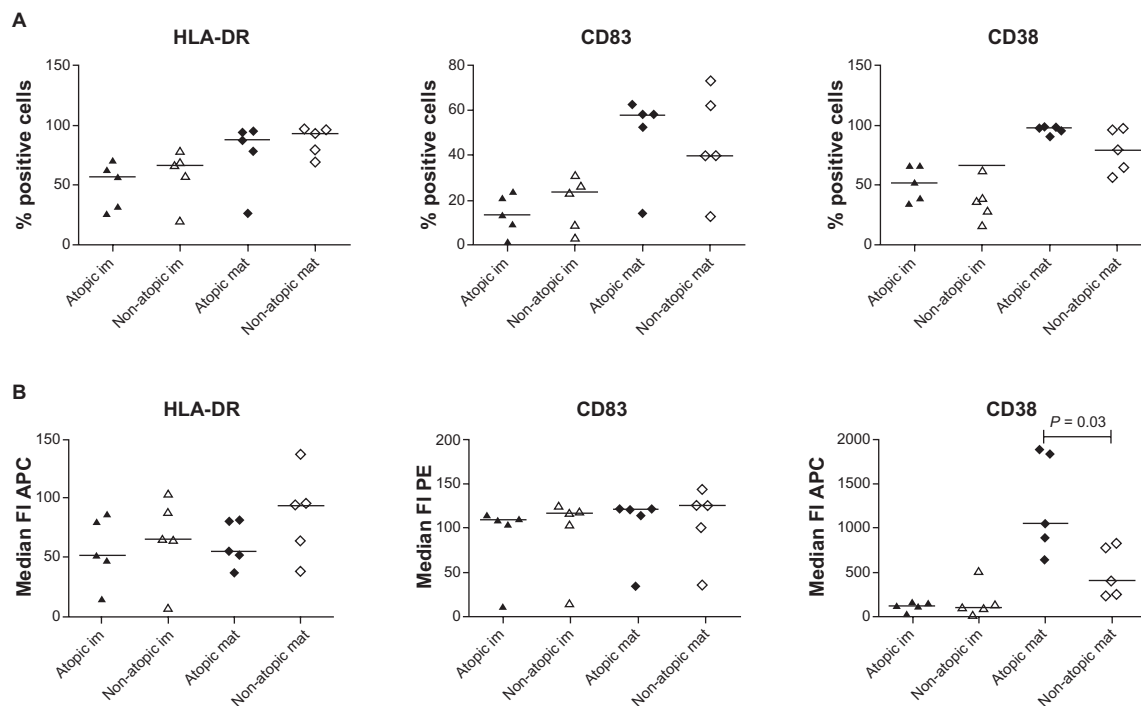 A
HLA-DR
CD83
CD38
% positive cells
150
100
50
0
Atopic im
Non-atopic im
Atopic mat
Non-atopic mat
% positive cells
80
60
40
20
0
Atopic im
Non-atopic im
Atopic mat
Non-atopic mat
% positive cells
150
100
50
0
Atopic im
Non-atopic im
Atopic mat
Non-atopic mat
B
HLA-DR
CD83
CD38
Median FI APC
150
100
50
0
Atopic im
Non-atopic im
Atopic mat
Non-atopic mat
Median FI PE
200
150
100
50
0
Atopic im
Non-atopic im
Atopic mat
Non-atopic mat
Median FI APC
P = 0.03
2000
1500
1000
500
0
Atopic im
Non-atopic im
Atopic mat
Non-atopic mat